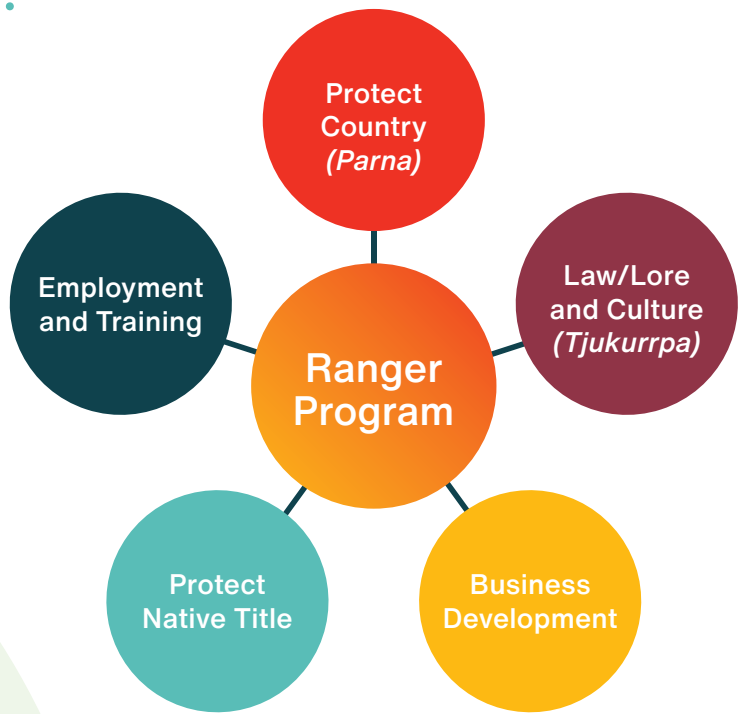 Protect
Country
(Parna)
Law/Lore
and Culture
(Tjukurrpa)
Employment
and Training
Ranger
Program
Protect
Native Title
Business
Development